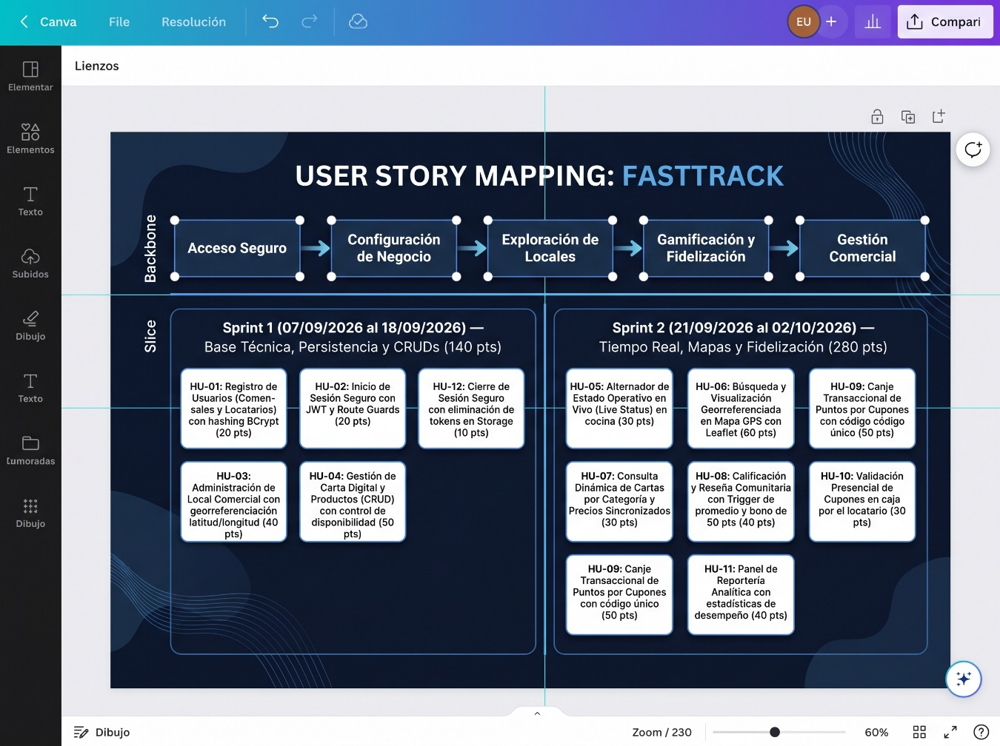 Canva
File
Resolución
EU
Compari
Elementar
Elementos
Texto
Subidos
Dibujo
Texto
Iumoradas
Dibujo
Lienzos
USER STORY MAPPING: FASTTRACK
Backbone
Acceso Seguro
Configuración
de Negocio
Exploración de
Locales
Gamificación y
Fidelización
Gestión
Comercial
Slice
Sprint 1 (07/09/2026 al 18/09/2026) —
Base Técnica, Persistencia y CRUDs (140 pts)
HU-01: Registro de
Usuarios (Comen-
sales y Locatarios)
con hashing BCrypt
(20 pts)
HU-02: Inicio de
Sesión Seguro con
JWT y Route Guards
(20 pts)
HU-12: Cierre de
Sesión Seguro
con eliminación de
tokens en Storage
(10 pts)
HU-03:
Administración de
Local Comercial con
georreferenciación
latitud/longitud (40
pts)
HU-04: Gestión de
Carta Digital y
Productos (CRUD)
con control de
disponibilidad (50
pts)
Sprint 2 (21/09/2026 al 02/10/2026) —
Tiempo Real, Mapas y Fidelización (280 pts)
HU-05: Alternador de
Estado Operativo en
Vivo (Live Status) en
cocina (30 pts)
HU-06: Búsqueda y
Visualización
Georreferenciada
en Mapa GPS con
Leaflet (60 pts)
HU-09: Canje
Transaccional de
Puntos por Cupones
con código código
único (50 pts)
HU-07: Consulta
Dinámica de Cartas
por Categoría y
Precios Sincronizados
(30 pts)
HU-08: Calificación
y Reseña Comunitaria
con Trigger de
promedio y bono de
50 pts (40 pts)
HU-10: Validación
Presencial de
Cupones en caja
por el locatario (30
pts)
HU-09: Canje
Transaccional de
Puntos por Cupones
con código único
(50 pts)
HU-11: Panel de
Reportería
Analítica con
estadísticas de
desempeño (40 pts)
Dibujo
Zoom / 230
60%